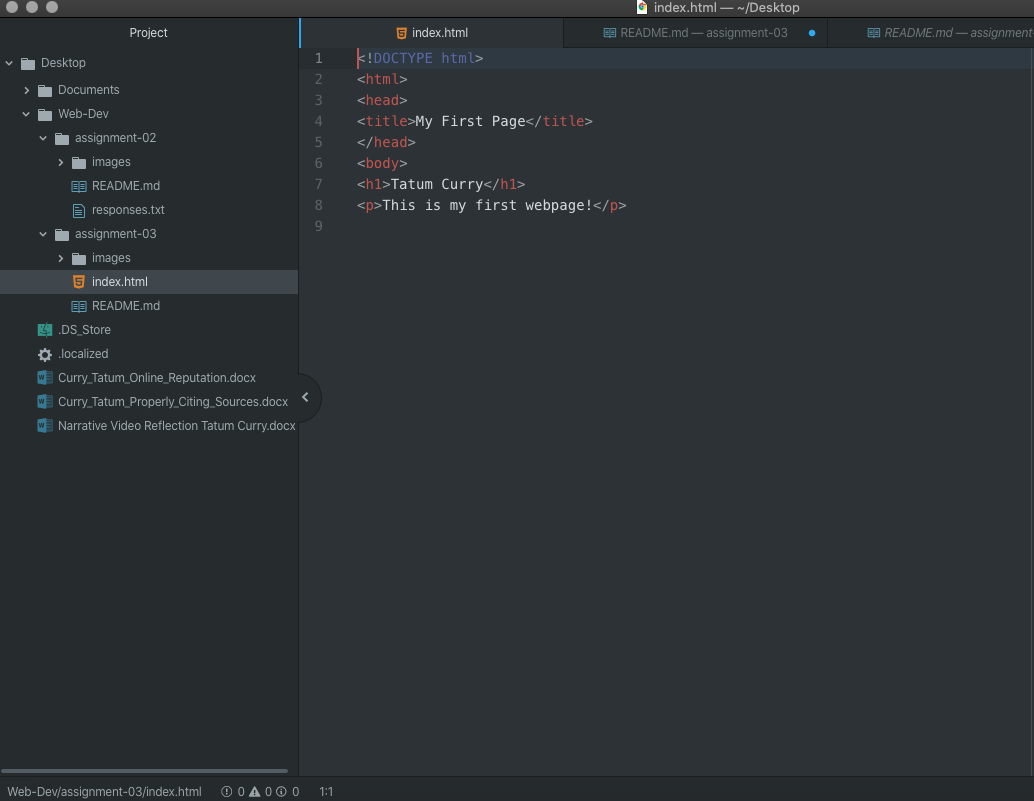 index.html — ~/Desktop
Project
index.html
README.md — assignment-03
README.md — assignment-
Desktop
Documents
Web-Dev
assignment-02
images
README.md
responses.txt
assignment-03
images
index.html
README.md
.DS_Store
.localized
Curry_Tatum_Online_Reputation.docx
Curry_Tatum_Properly_Citing_Sources.docx
Narrative Video Reflection Tatum Curry.docx
1 <!DOCTYPE html>
2 <html>
3 <head>
4 <title>My First Page</title>
5 </head>
6 <body>
7 <h1>Tatum Curry</h1>
8 <p>This is my first webpage!</p>
9
Web-Dev/assignment-03/index.html 0 0 0 1:1